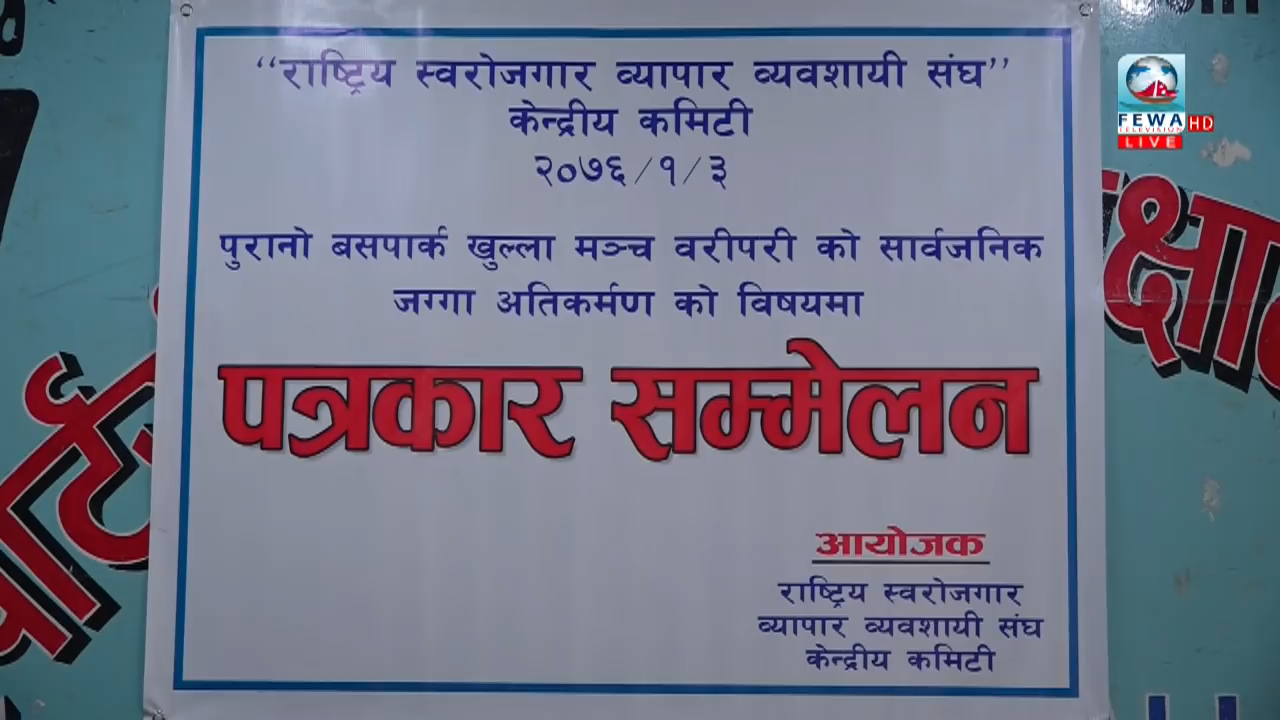 “राष्ट्रिय स्वरोजगार व्यापार व्यवशायी संघ”
केन्द्रीय कमिटी
२०७६/१/३
पुरानो बसपार्क खुल्ला मञ्च वरीपरी को सार्वजनिक
जग्गा अतिकर्मण को विषयमा
पत्रकार सम्मेलन
आयोजक
राष्ट्रिय स्वरोजगार
व्यापार व्यवशायी संघ
केन्द्रीय कमिटी
FEWA HD
TELEVISION
LIVE